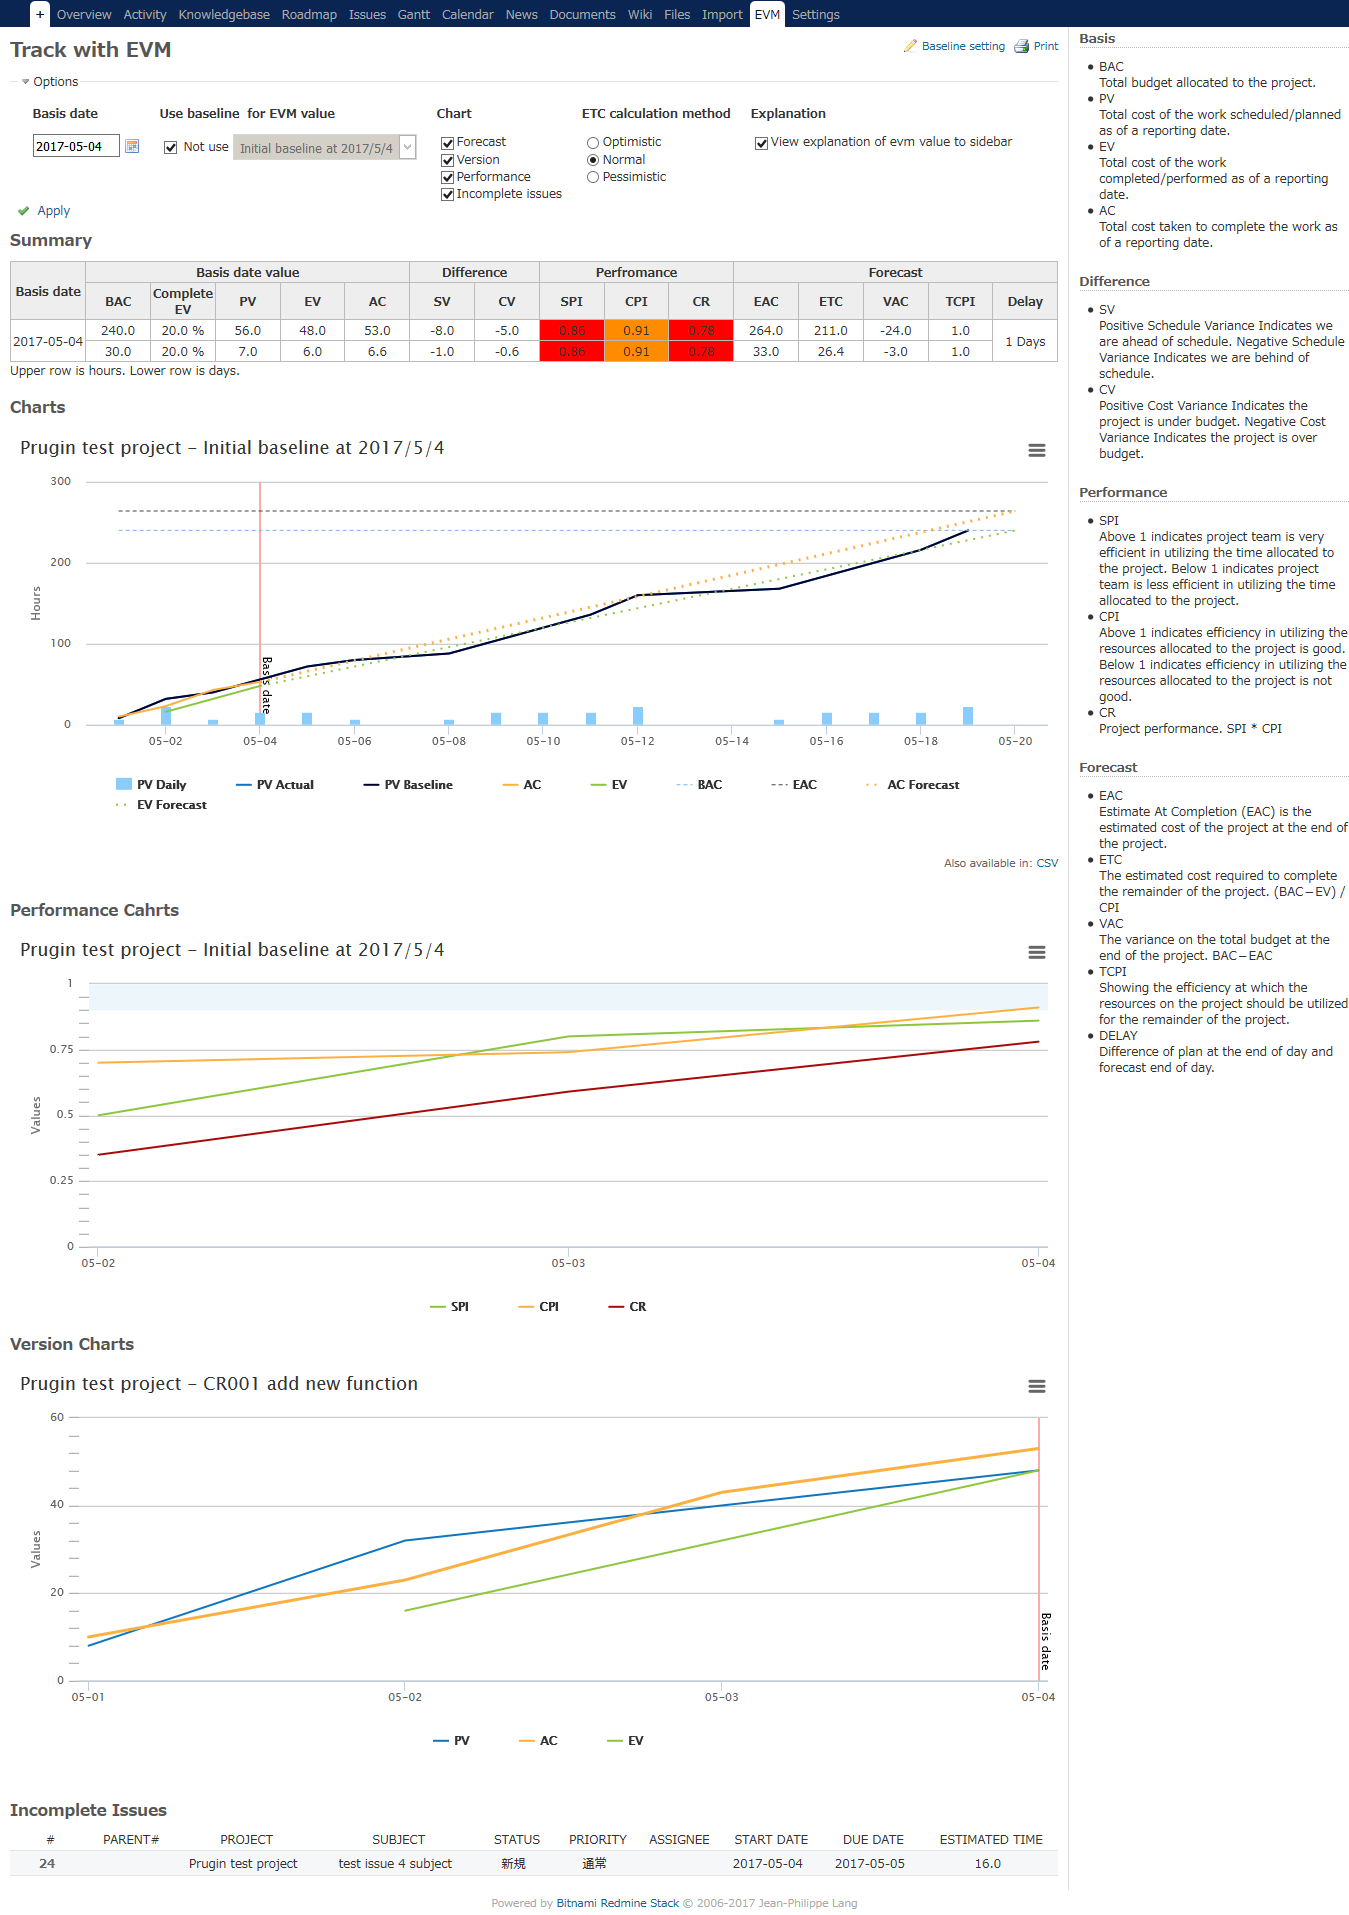 + Overview Activity Knowledgebase Roadmap Issues Gantt Calendar News Documents Wiki Files Import EVM Settings
Track with EVM
Baseline setting Print
Options
Basis date Use baseline for EVM value Chart ETC calculation method Explanation
2017-05-04 Not use Initial baseline at 2017/5/4
Forecast
Version
Performance
Incomplete issues
Optimistic
Normal
Pessimistic
View explanation of evm value to sidebar
Apply
Summary
Basis date Basis date value Difference Perfromance Forecast
BAC Complete EV PV EV AC SV CV SPI CPI CR EAC ETC VAC TCPI Delay
2017-05-04 240.0 20.0 % 56.0 48.0 53.0 -8.0 -5.0 0.86 0.91 0.78 264.0 211.0 -24.0 1.0 1 Days
30.0 20.0 % 7.0 6.0 6.6 -1.0 -0.6 0.86 0.91 0.78 33.0 26.4 -3.0 1.0
Upper row is hours. Lower row is days.
Charts
Prugin test project - Initial baseline at 2017/5/4
300
200
100
0
Hours
Basis date
05-02 05-04 05-06 05-08 05-10 05-12 05-14 05-16 05-18 05-20
PV Daily PV Actual PV Baseline AC EV BAC EAC AC Forecast
EV Forecast
Also available in: CSV
Performance Cahrts
Prugin test project - Initial baseline at 2017/5/4
1
0.75
0.5
0.25
0
Values
05-02 05-03 05-04
SPI CPI CR
Version Charts
Prugin test project - CR001 add new function
60
40
20
0
Values
Basis date
05-01 05-02 05-03 05-04
PV AC EV
Incomplete Issues
# PARENT# PROJECT SUBJECT STATUS PRIORITY ASSIGNEE START DATE DUE DATE ESTIMATED TIME
24 Prugin test project test issue 4 subject 新規 通常 2017-05-04 2017-05-05 16.0
Powered by Bitnami Redmine Stack © 2006-2017 Jean-Philippe Lang
Basis
BAC
Total budget allocated to the project.
PV
Total cost of the work scheduled/planned
as of a reporting date.
EV
Total cost of the work
completed/performed as of a reporting
date.
AC
Total cost taken to complete the work as
of a reporting date.
Difference
SV
Positive Schedule Variance Indicates we
are ahead of schedule. Negative Schedule
Variance Indicates we are behind of
schedule.
CV
Positive Cost Variance Indicates the
project is under budget. Negative Cost
Variance Indicates the project is over
budget.
Performance
SPI
Above 1 indicates project team is very
efficient in utilizing the time allocated to
the project. Below 1 indicates project
team is less efficient in utilizing the time
allocated to the project.
CPI
Above 1 indicates efficiency in utilizing the
resources allocated to the project is good.
Below 1 indicates efficiency in utilizing the
resources allocated to the project is not
good.
CR
Project performance. SPI * CPI
Forecast
EAC
Estimate At Completion (EAC) is the
estimated cost of the project at the end of
the project.
ETC
The estimated cost required to complete
the remainder of the project. (BAC−EV) /
CPI
VAC
The variance on the total budget at the
end of the project. BAC−EAC
TCPI
Showing the efficiency at which the
resources on the project should be utilized
for the remainder of the project.
DELAY
Difference of plan at the end of day and
forecast end of day.